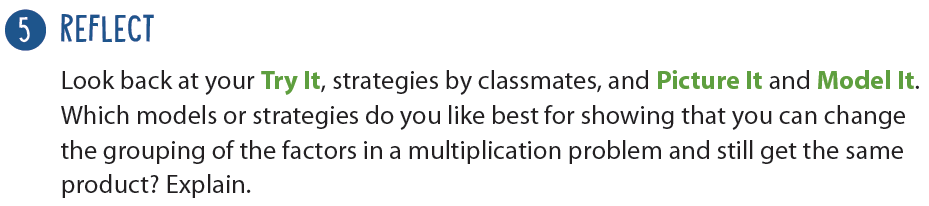 5 REFLECT
Look back at your Try It, strategies by classmates, and Picture It and Model It.
Which models or strategies do you like best for showing that you can change
the grouping of the factors in a multiplication problem and still get the same
product? Explain.